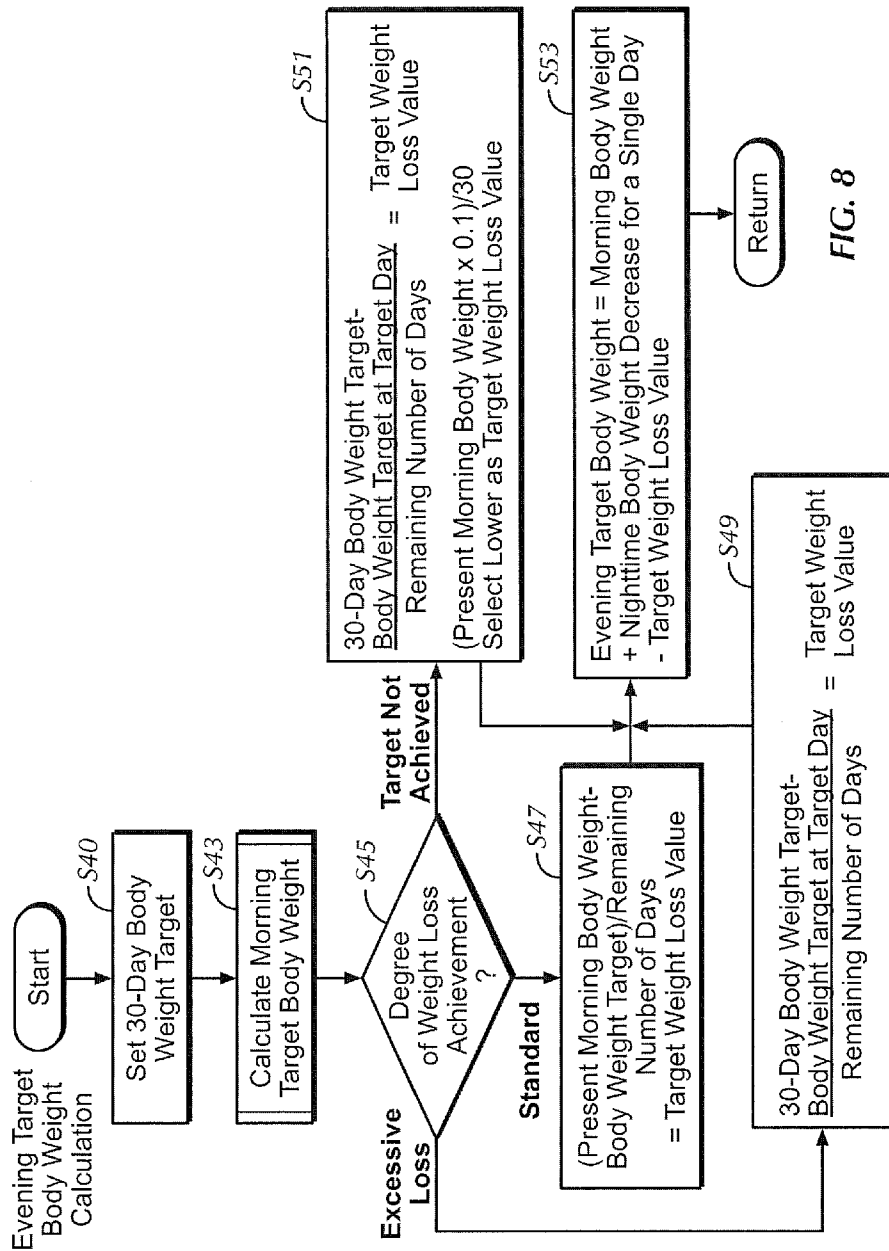 Evening Target
Body Weight
Calculation
Start
S40
Set 30-Day Body
Weight Target
S43
Calculate Morning
Target Body Weight
S45
Degree
of Weight Loss
Achievement
?
Excessive
Loss
Standard
Target Not
Achieved
S47
(Present Morning Body Weight-
Body Weight Target)/Remaining
Number of Days
= Target Weight Loss Value
S51
30-Day Body Weight Target-
Body Weight Target at Target Day
Remaining Number of Days
= Target Weight
Loss Value
(Present Morning Body Weight x 0.1)/30
Select Lower as Target Weight Loss Value
S53
Evening Target Body Weight = Morning Body Weight
+ Nighttime Body Weight Decrease for a Single Day
- Target Weight Loss Value
S49
30-Day Body Weight Target-
Body Weight Target at Target Day
Remaining Number of Days
= Target Weight
Loss Value
Return
FIG. 8